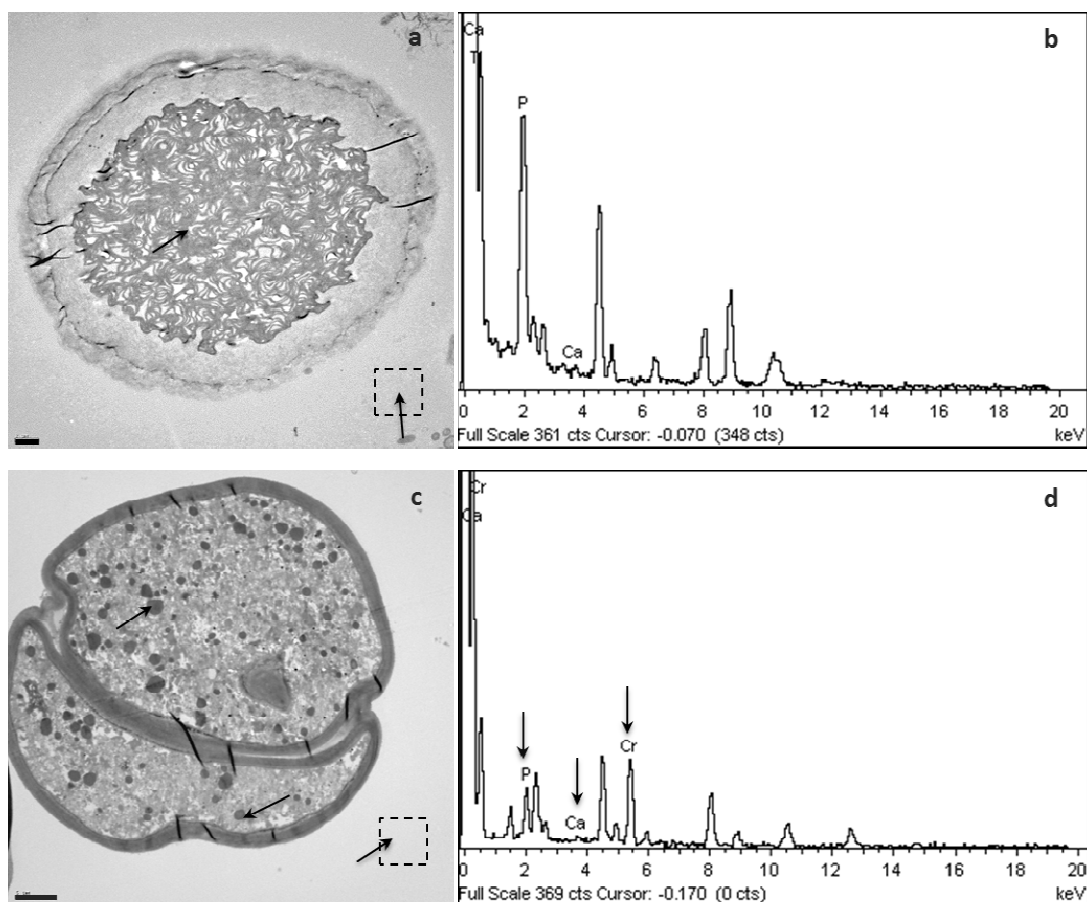 a
b
Ca
T
P
Ca
0 2 4 6 8 10 12 14 16 18 20
Full Scale 361 cts Cursor: -0.070 (348 cts) keV
c
d
Cr
Ca
P
Ca
Cr
0 2 4 6 8 10 12 14 16 18 20
Full Scale 369 cts Cursor: -0.170 (0 cts) keV